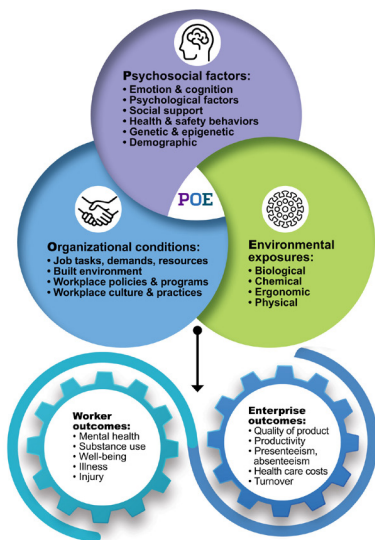 Psychosocial factors:
• Emotion & cognition
• Psychological factors
• Social support
• Health & safety behaviors
• Genetic & epigenetic
• Demographic
POE
Organizational conditions:
• Job tasks, demands, resources
• Built environment
• Workplace policies & programs
• Workplace culture & practices
Environmental
exposures:
• Biological
• Chemical
• Ergonomic
• Physical
Worker
outcomes:
• Mental health
• Substance use
• Well-being
• Illness
• Injury
Enterprise
outcomes:
• Quality of product
• Productivity
• Presenteeism,
absenteeism
• Health care costs
• Turnover